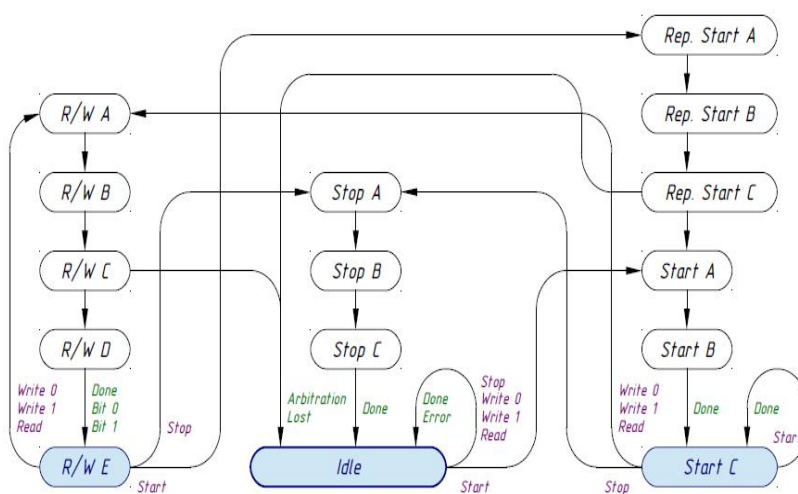 Rep. Start A
R/W A
Rep. Start B
R/W B
Stop A
Rep. Start C
R/W C
Stop B
Start A
R/W D
Stop C
Start B
Write 0
Write 1
Read
Done
Bit 0
Bit 1
Stop
Arbitration
Lost
Done
Done
Error
Stop
Write 0
Write 1
Read
Write 0
Write 1
Read
Done
Done
Start
R/W E
Start
Idle
Start
Stop
Start C